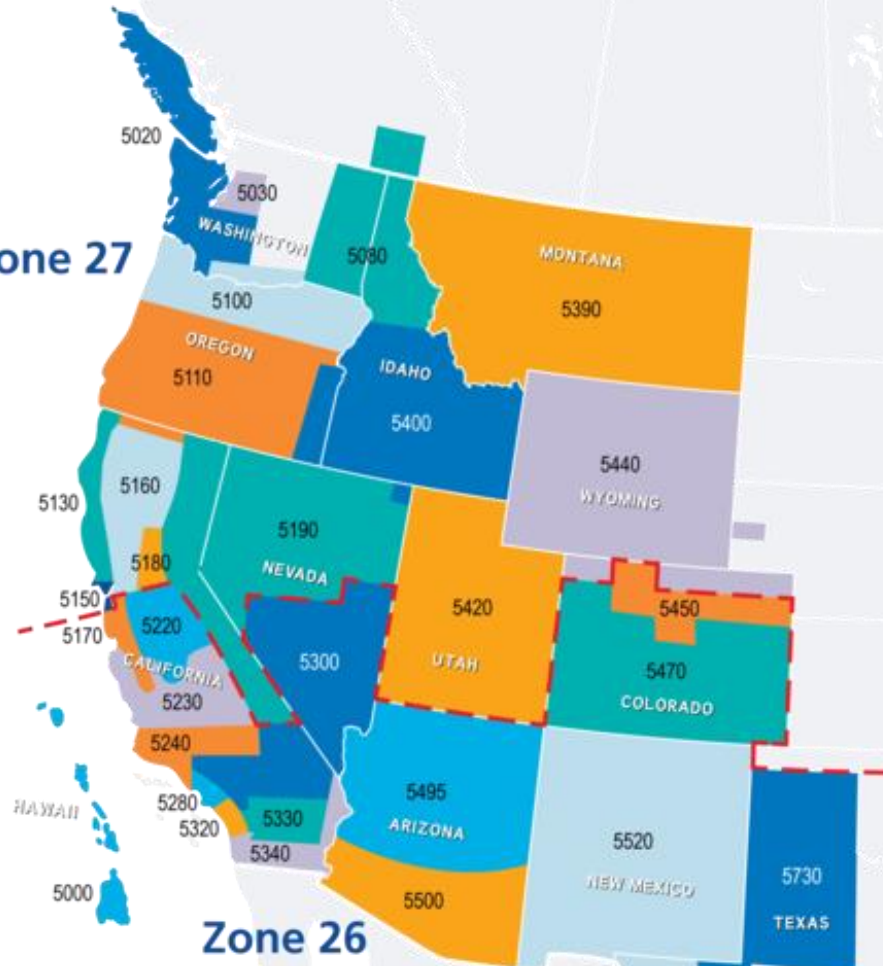 5020
5030
WASHINGTON
one 27
5080
MONTANA
5100
5390
OREGON
IDAHO
5110
5400
5440
5160
WYOMING
5130
5190
5180
NEVADA
5150
5420
5450
5170
5220
5300
UTAH
5470
CALIFORNIA
COLORADO
5230
5240
5495
HAWAII
5280
5330
ARIZONA
5320
5520
5340
5730
5000
NEW MEXICO
5500
TEXAS
Zone 26